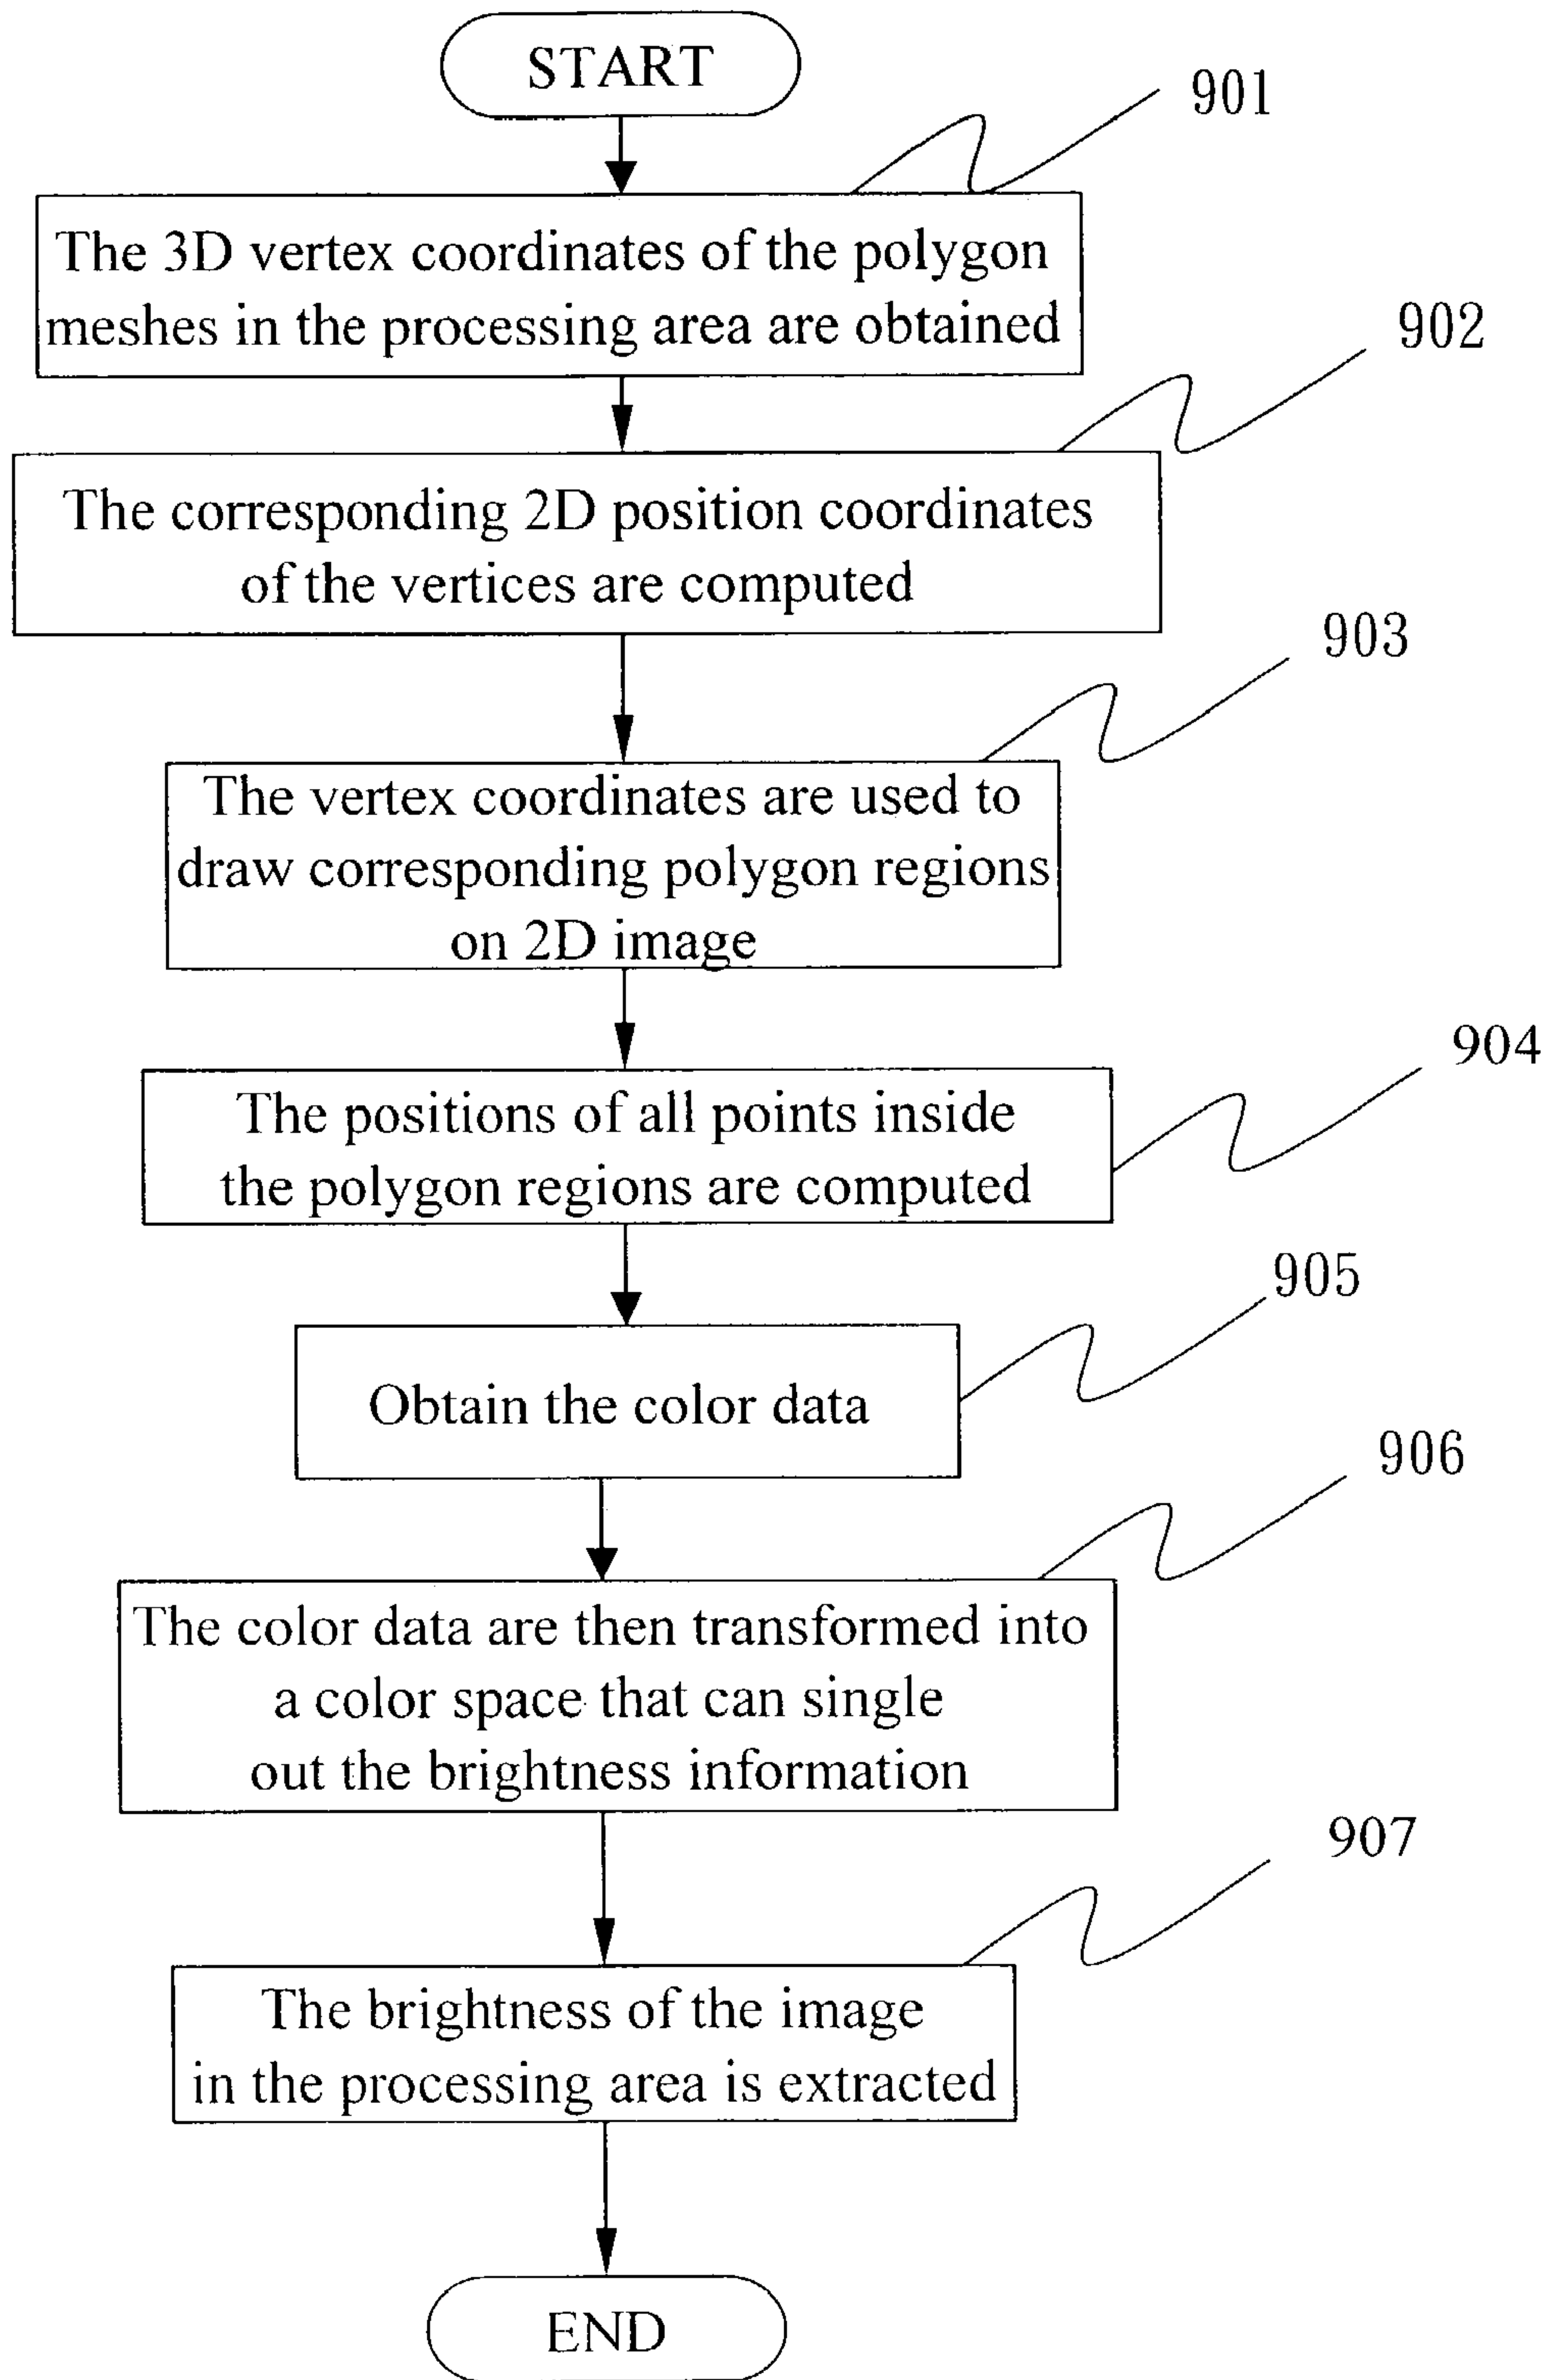 START
901
The 3D vertex coordinates of the polygon
meshes in the processing area are obtained
902
The corresponding 2D position coordinates
of the vertices are computed
903
The vertex coordinates are used to
draw corresponding polygon regions
on 2D image
904
The positions of all points inside
the polygon regions are computed
905
Obtain the color data
906
The color data are then transformed into
a color space that can single
out the brightness information
907
The brightness of the image
in the processing area is extracted
END